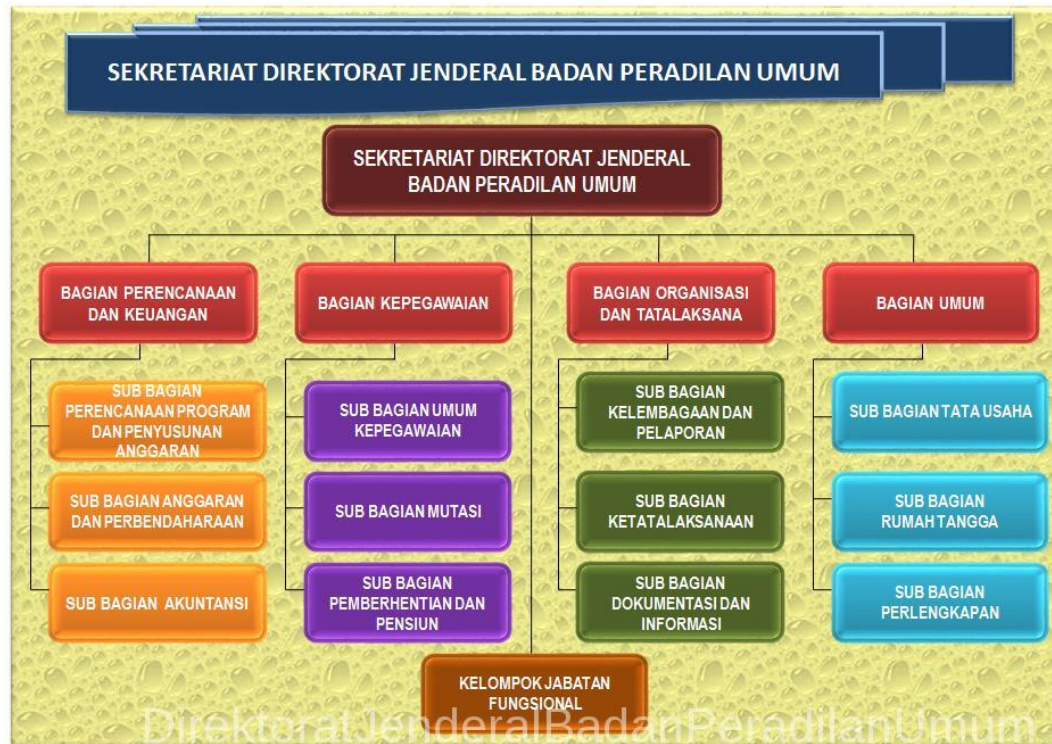 SEKRETARIAT DIREKTORAT JENDERAL BADAN PERADILAN UMUM
SEKRETARIAT DIREKTORAT JENDERAL
BADAN PERADILAN UMUM
BAGIAN PERENCANAAN
DAN KEUANGAN
SUB BAGIAN
PERENCANAAN PROGRAM
DAN PENYUSUNAN
ANGGARAN
SUB BAGIAN ANGGARAN
DAN PERBENDAHARAAN
SUB BAGIAN AKUNTANSI
BAGIAN KEPEGAWAIAN
SUB BAGIAN UMUM
KEPEGAWAIAN
SUB BAGIAN MUTASI
SUB BAGIAN
PEMBERHENTIAN DAN
PENSIUN
BAGIAN ORGANISASI
DAN TATALAKSANA
SUB BAGIAN
KELEMBAGAAN DAN
PELAPORAN
SUB BAGIAN
KETATALAKSANAAN
SUB BAGIAN
DOKUMENTASI DAN
INFORMASI
BAGIAN UMUM
SUB BAGIAN TATA USAHA
SUB BAGIAN
RUMAH TANGGA
SUB BAGIAN
PERLENGKAPAN
KELOMPOK JABATAN
FUNGSIONAL
DirektoratJenderalBadanPeradilanUmum